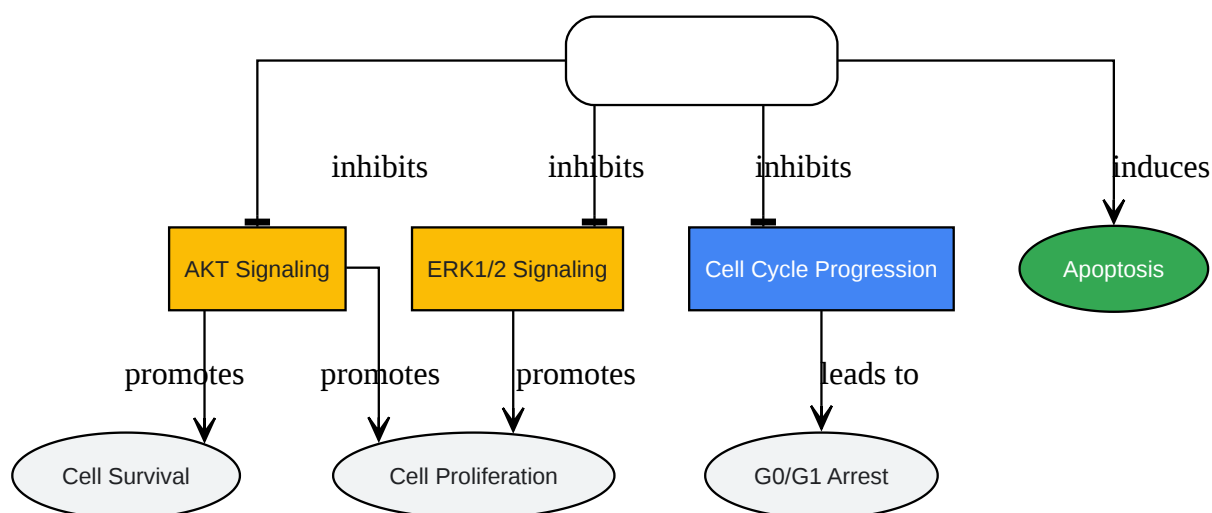 inhibits
inhibits
inhibits
induces
AKT Signaling
ERK1/2 Signaling
Cell Cycle Progression
Apoptosis
promotes
promotes
promotes
leads to
Cell Survival
Cell Proliferation
G0/G1 Arrest